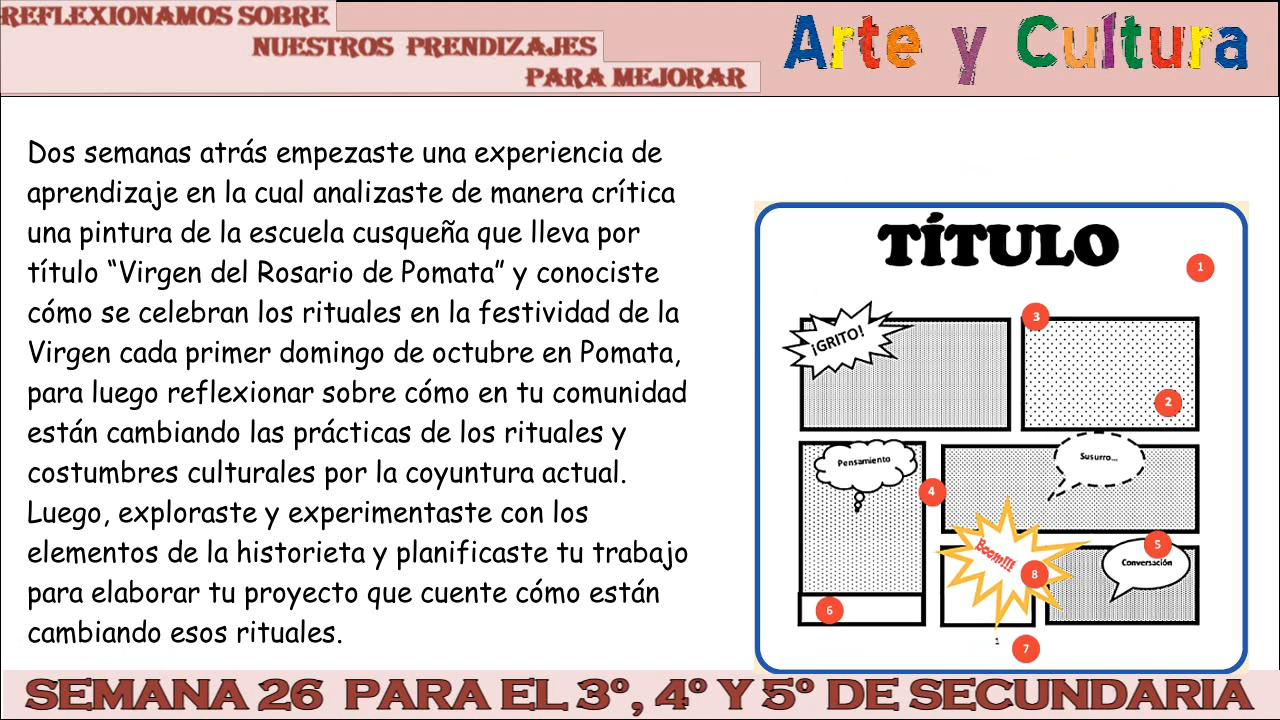 REFLEXIONAMOS SOBRE
NUESTROS PRENDIZAJES
PARA MEJORAR
Arte y Cultura
Dos semanas atrás empezaste una experiencia de
aprendizaje en la cual analizaste de manera crítica
una pintura de la escuela cusqueña que lleva por
título “Virgen del Rosario de Pomata” y conociste
cómo se celebran los rituales en la festividad de la
Virgen cada primer domingo de octubre en Pomata,
para luego reflexionar sobre cómo en tu comunidad
están cambiando las prácticas de los rituales y
costumbres culturales por la coyuntura actual.
Luego, exploraste y experimentaste con los
elementos de la historieta y planificaste tu trabajo
para elaborar tu proyecto que cuente cómo están
cambiando esos rituales.
TÍTULO
1
¡GRITO!
3
2
Pensamiento
Susurro...
4
Boom!!!
5
Conversación
8
6
1
7
SEMANA 26 PARA EL 3º, 4º Y 5º DE SECUNDARIA